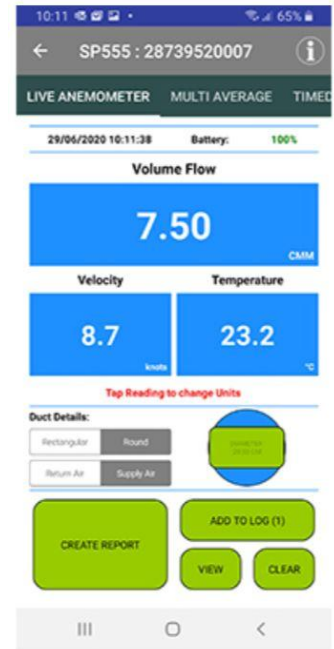 10:11 65%
SP555 : 28739520007
LIVE ANEMOMETER MULTI AVERAGE TIMED
29/06/2020 10:11:38 Battery: 100%
Volume Flow
7.50
CMM
Velocity Temperature
8.7 23.2
knots °C
Tap Reading to change Units
Duct Details:
Rectangular Round
DIAMETER
Return Air Supply Air
CREATE REPORT
ADD TO LOG (1)
VIEW CLEAR